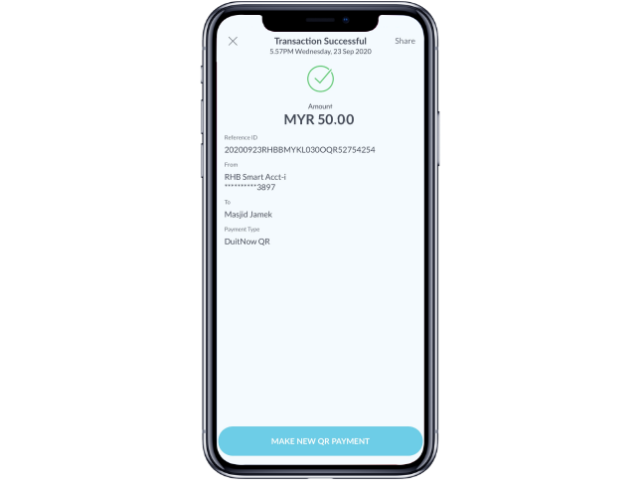 Transaction Successful
Share
5.57PM Wednesday, 23 Sep 2020
Amount
MYR 50.00
Reference ID
20200923RHBBMYKL030OQR52754254
From
RHB Smart Acct-i
**********3897
To
Masjid Jamek
Payment Type
DuitNow QR
MAKE NEW QR PAYMENT